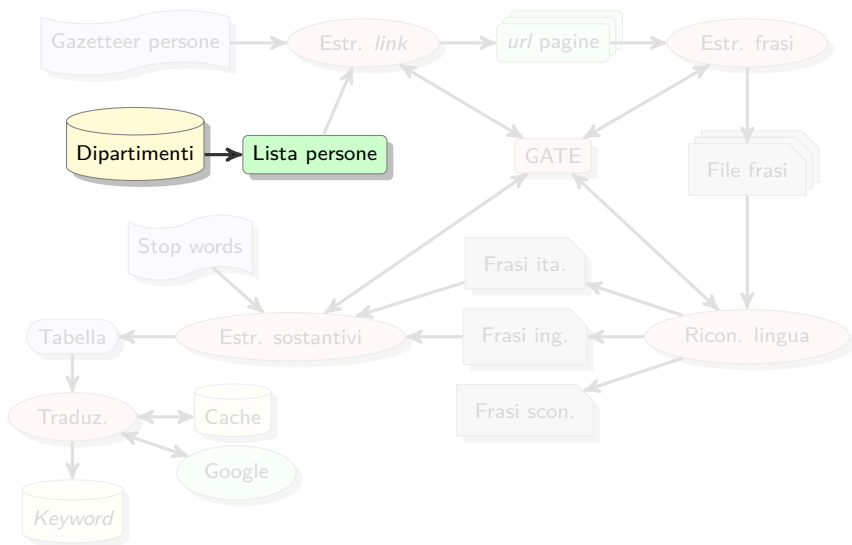 Gazetteer persone
Estr. link
url pagine
Estr. frasi
Dipartimenti
Lista persone
GATE
File frasi
Stop words
Frasi ita.
Tabella
Estr. sostantivi
Frasi ing.
Ricon. lingua
Traduz.
Cache
Frasi scon.
Google
Keyword